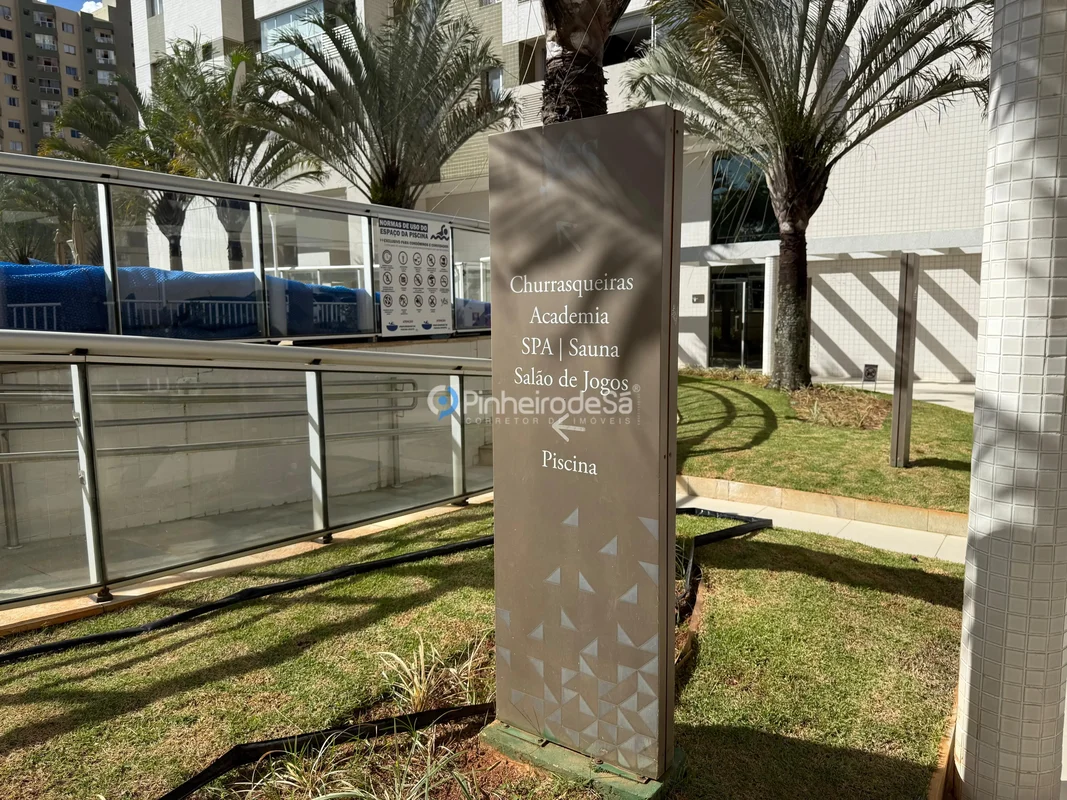 NORMAS DE USO DO
ESPAÇO DA PISCINA
Churrasqueiras
Academia
SPA | Sauna
Salão de Jogos
PinheirodeSá®
CORRETOR DE IMÓVEIS
Piscina